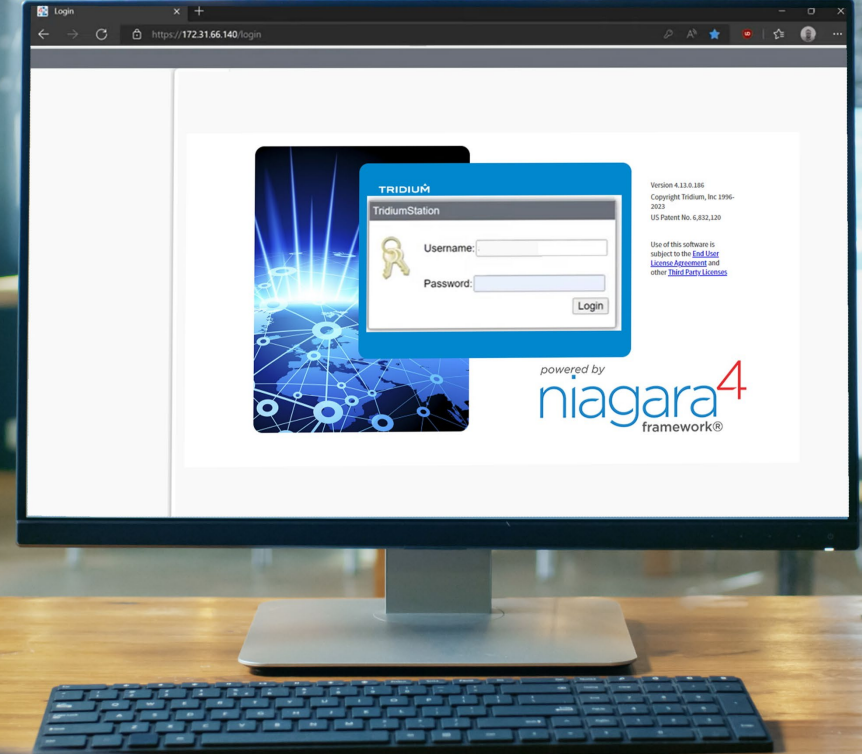 Login
https://172.31.66.140/login
TRIDIUM
TridiumStation
Username:
Password:
Login
Version 4.13.0.186
Copyright Tridium, Inc 1996-
2023
US Patent No. 6,832,120
Use of this software is
subject to the End User
License Agreement and
other Third Party Licenses
powered by
niagara4
framework®